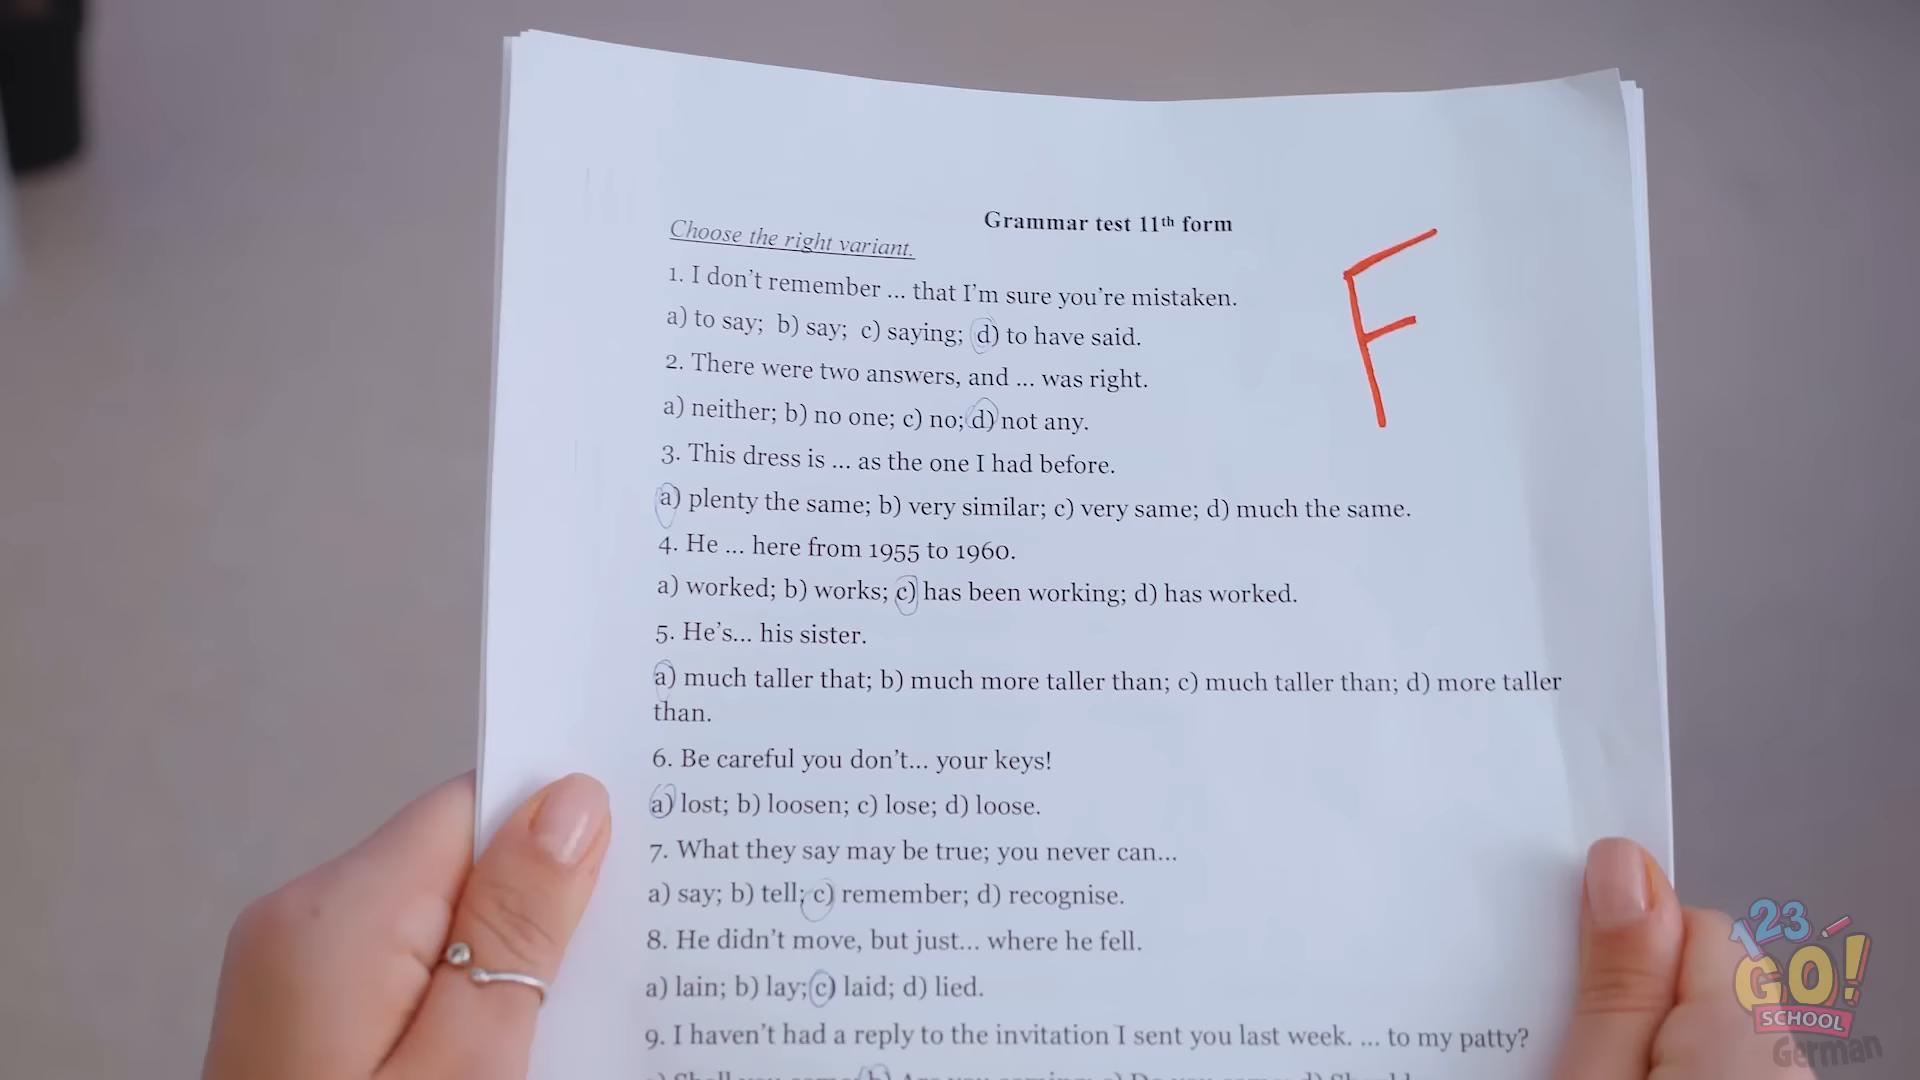 Grammar test 11th form
Choose the right variant.
1. I don't remember ... that I'm sure you're mistaken.
a) to say; b) say; c) saying; d) to have said.
2. There were two answers, and ... was right.
a) neither; b) no one; c) no; d) not any.
3. This dress is ... as the one I had before.
a) plenty the same; b) very similar; c) very same; d) much the same.
4. He ... here from 1955 to 1960.
a) worked; b) works; c) has been working; d) has worked.
5. He's... his sister.
a) much taller that; b) much more taller than; c) much taller than; d) more taller
than.
6. Be careful you don't... your keys!
a) lost; b) loosen; c) lose; d) loose.
7. What they say may be true; you never can...
a) say; b) tell; c) remember; d) recognise.
8. He didn't move, but just... where he fell.
a) lain; b) lay; c) laid; d) lied.
9. I haven't had a reply to the invitation I sent you last week. ... to my patty?
F
123
GO!
SCHOOL
German